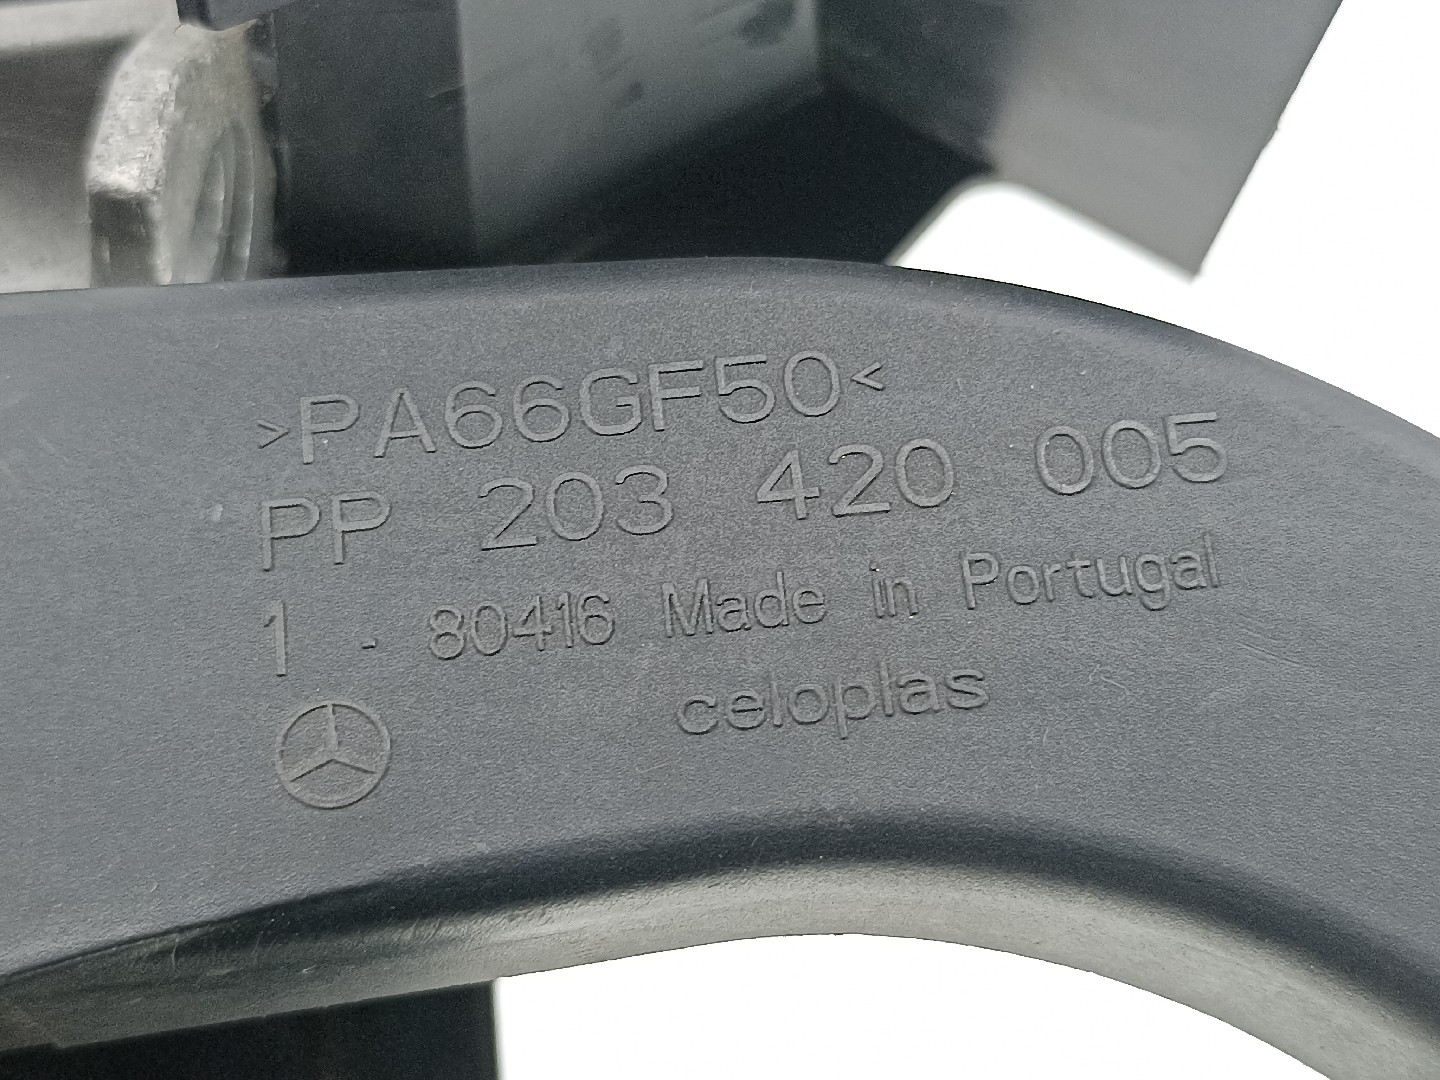 >PA66GF50<
PP 203 420 005
1 - 80416 Made in Portugal
celoplas